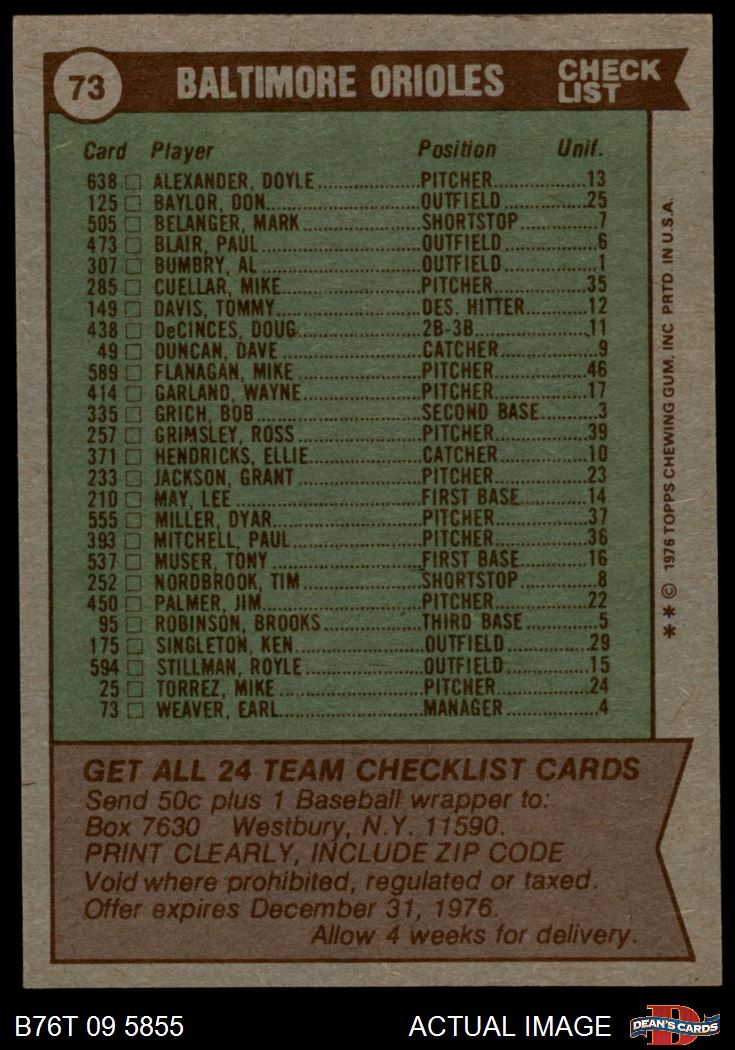 73 BALTIMORE ORIOLES CHECK LIST
Card Player Position Unif.
638 □ ALEXANDER, DOYLE....................PITCHER..................13
125 □ BAYLOR, DON..............................OUTFIELD................25
505 □ BELANGER, MARK.......................SHORTSTOP..............7
473 □ BLAIR, PAUL................................OUTFIELD.................6
307 □ BUMBRY, AL................................OUTFIELD.................1
285 □ CUELLAR, MIKE...........................PITCHER..................35
149 □ DAVIS, TOMMY............................DES. HITTER............12
438 □ DeCINCES, DOUG........................2B-3B......................11
49 □ DUNCAN, DAVE............................CATCHER..................9
589 □ FLANAGAN, MIKE........................PITCHER..................46
414 □ GARLAND, WAYNE.......................PITCHER..................17
335 □ GRICH, BOB.................................SECOND BASE...........3
257 □ GRIMSLEY, ROSS.........................PITCHER..................39
371 □ HENDRICKS, ELLIE.......................CATCHER.................10
233 □ JACKSON, GRANT........................PITCHER..................23
210 □ MAY, LEE.....................................FIRST BASE..............14
555 □ MILLER, DYAR..............................PITCHER..................37
393 □ MITCHELL, PAUL..........................PITCHER..................36
537 □ MUSER, TONY..............................FIRST BASE..............16
252 □ NORDBROOK, TIM.......................SHORTSTOP..............8
450 □ PALMER, JIM...............................PITCHER..................22
95 □ ROBINSON, BROOKS....................THIRD BASE..............5
175 □ SINGLETON, KEN.........................OUTFIELD................29
594 □ STILLMAN, ROYLE.......................OUTFIELD................15
25 □ TORREZ, MIKE.............................PITCHER..................24
73 □ WEAVER, EARL............................MANAGER.................4
GET ALL 24 TEAM CHECKLIST CARDS
Send 50c plus 1 Baseball wrapper to:
Box 7630 Westbury, N.Y. 11590.
PRINT CLEARLY, INCLUDE ZIP CODE
Void where prohibited, regulated or taxed.
Offer expires December 31, 1976.
Allow 4 weeks for delivery.
**© 1976 TOPPS CHEWING GUM, INC PRTD. IN U.S.A.
B76T 09 5855 ACTUAL IMAGE D DEAN'S CARDS